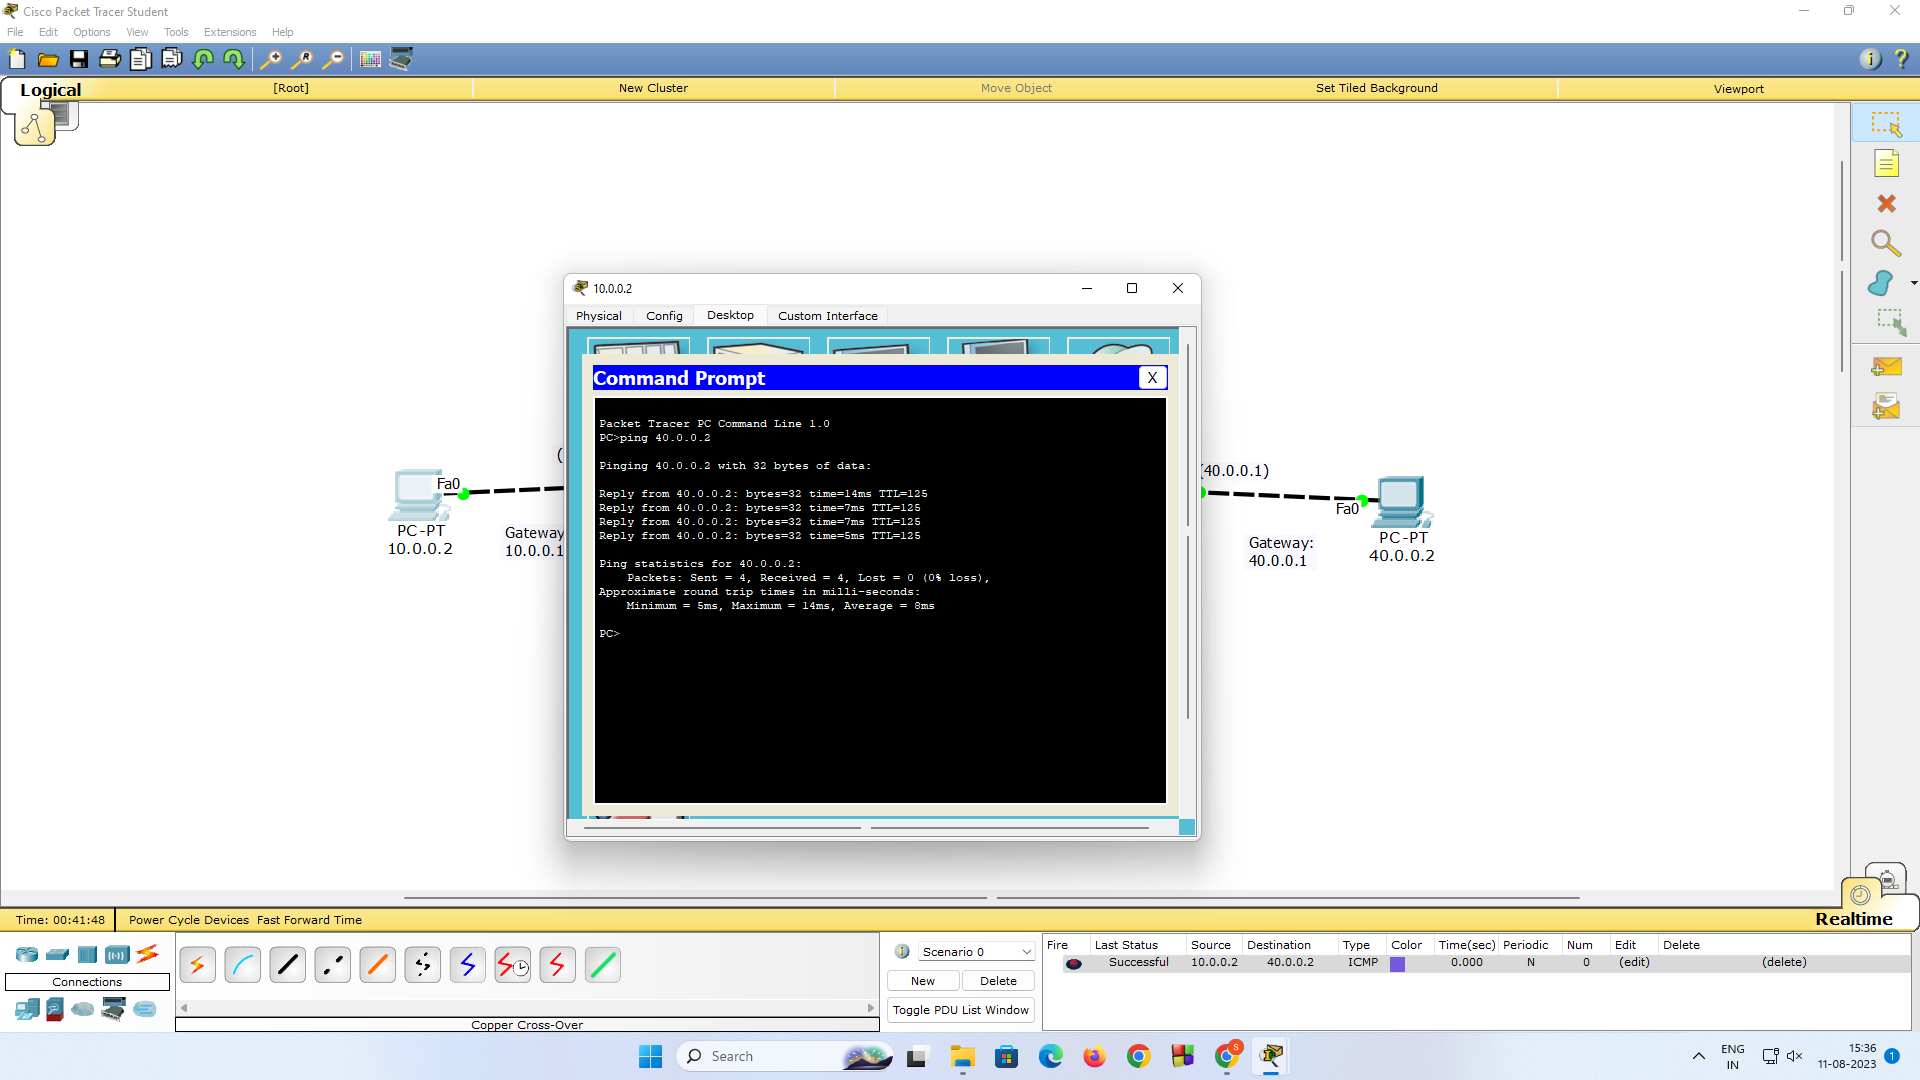 Cisco Packet Tracer Student
File Edit Options View Tools Extensions Help
Logical [Root] New Cluster Move Object Set Tiled Background Viewport
10.0.0.2
Physical Config Desktop Custom Interface
Command Prompt X
Packet Tracer PC Command Line 1.0
PC>ping 40.0.0.2
Pinging 40.0.0.2 with 32 bytes of data:
Reply from 40.0.0.2: bytes=32 time=14ms TTL=125
Reply from 40.0.0.2: bytes=32 time=7ms TTL=125
Reply from 40.0.0.2: bytes=32 time=7ms TTL=125
Reply from 40.0.0.2: bytes=32 time=5ms TTL=125
Ping statistics for 40.0.0.2:
Packets: Sent = 4, Received = 4, Lost = 0 (0% loss),
Approximate round trip times in milli-seconds:
Minimum = 5ms, Maximum = 14ms, Average = 8ms
PC>
(
Fa0
PC-PT
10.0.0.2
Gateway:
10.0.0.1
(40.0.0.1)
Fa0
PC-PT
40.0.0.2
Gateway:
40.0.0.1
Time: 00:41:48 Power Cycle Devices Fast Forward Time Realtime
Connections
Copper Cross-Over
Scenario 0
New Delete
Toggle PDU List Window
Fire Last Status Source Destination Type Color Time(sec) Periodic Num Edit Delete
Successful 10.0.0.2 40.0.0.2 ICMP 0.000 N 0 (edit) (delete)
Search
S
ENG
IN
15:36
11-08-2023
1